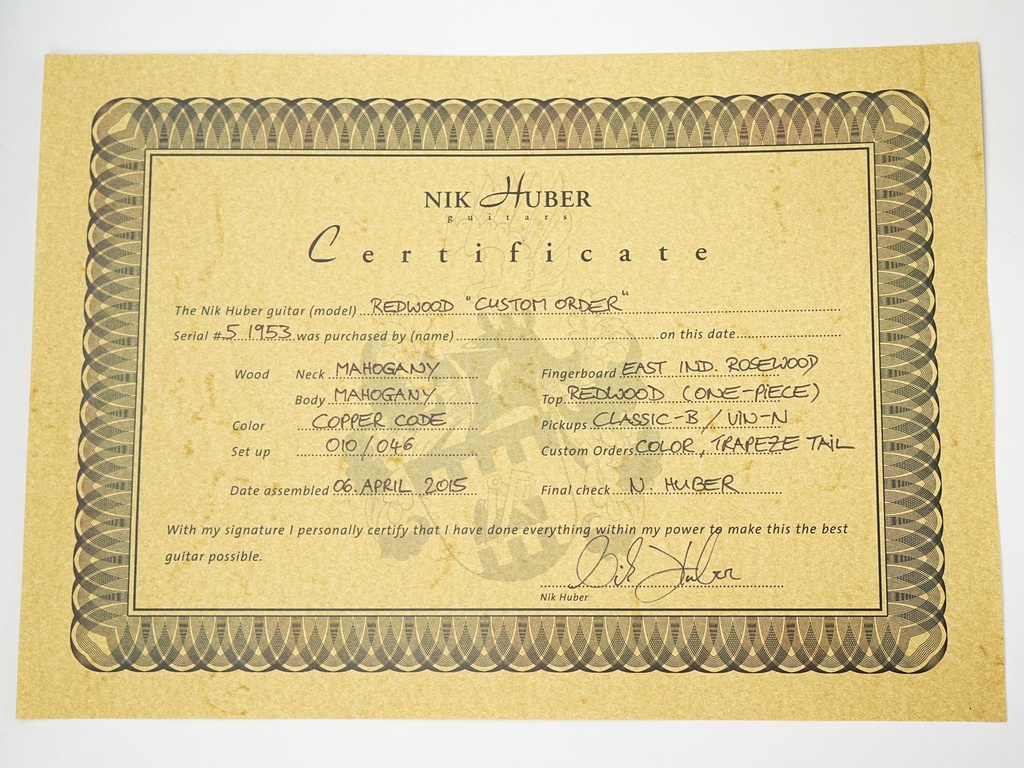 NIK HUBER
guitars
Certificate
The Nik Huber guitar (model) REDWOOD "CUSTOM ORDER"
Serial #5 1953 was purchased by (name) on this date
Wood Neck MAHOGANY Fingerboard EAST IND. ROSEWOOD
Body MAHOGANY Top REDWOOD (ONE-PIECE)
Color COPPER CODE Pickups CLASSIC-B / VIN-N
Set up 010/046 Custom Orders COLOR, TRAPEZE TAIL
Date assembled 06. APRIL 2015 Final check N. HUBER
With my signature I personally certify that I have done everything within my power to make this the best
guitar possible.
Nik Huber
Nik Huber